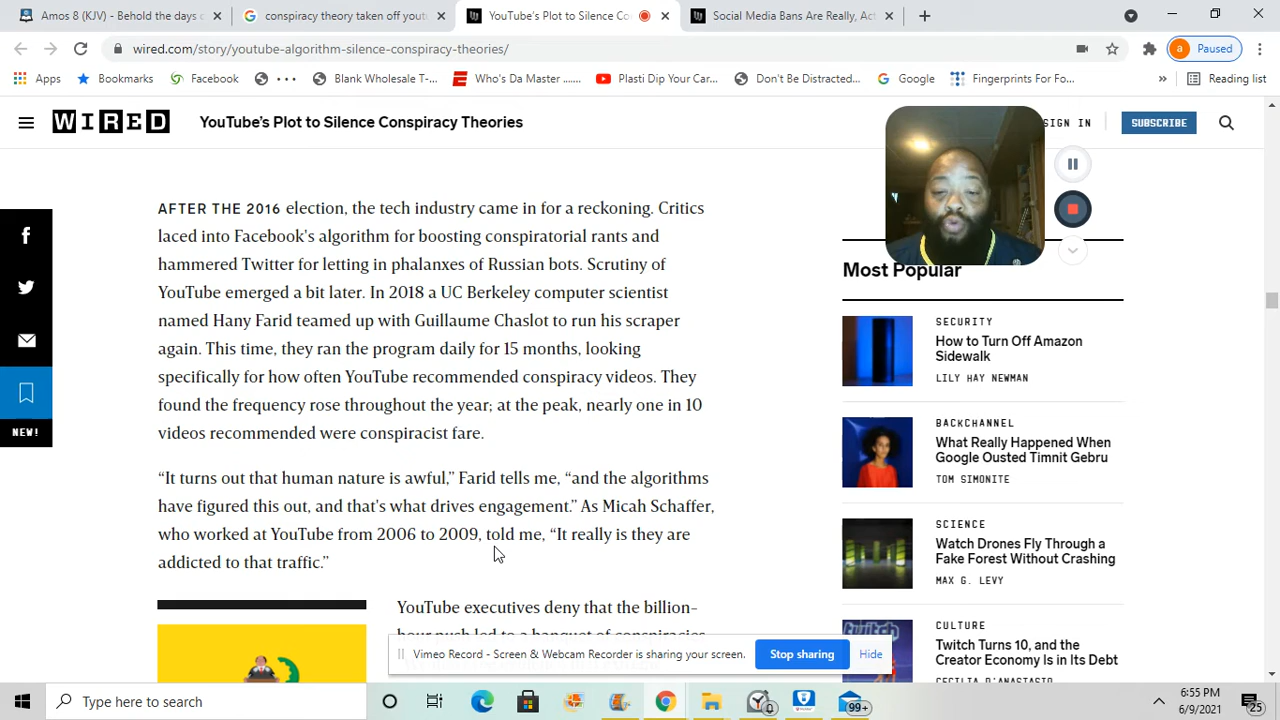 Amos 8 (KJV) - Behold the days
conspiracy theory taken off yout
YouTube's Plot to Silence Co
Social Media Bans Are Really, Act
wired.com/story/youtube-algorithm-silence-conspiracy-theories/
a Paused
Apps
Bookmarks
Facebook
Blank Wholesale T-...
Who's Da Master .......
Plasti Dip Your Car...
Don't Be Distracted...
Google
Fingerprints For Fo...
»
Reading list
WIRED
YouTube's Plot to Silence Conspiracy Theories
SIGN IN
SUBSCRIBE
AFTER THE 2016 election, the tech industry came in for a reckoning. Critics
laced into Facebook's algorithm for boosting conspiratorial rants and
hammered Twitter for letting in phalanxes of Russian bots. Scrutiny of
YouTube emerged a bit later. In 2018 a UC Berkeley computer scientist
named Hany Farid teamed up with Guillaume Chaslot to run his scraper
again. This time, they ran the program daily for 15 months, looking
specifically for how often YouTube recommended conspiracy videos. They
found the frequency rose throughout the year; at the peak, nearly one in 10
videos recommended were conspiracist fare.
“It turns out that human nature is awful,” Farid tells me, “and the algorithms
have figured this out, and that's what drives engagement.” As Micah Schaffer,
who worked at YouTube from 2006 to 2009, told me, “It really is they are
addicted to that traffic.”
YouTube executives deny that the billion-
hour push led to a banquet of conspiracies
NEW!
Most Popular
SECURITY
How to Turn Off Amazon
Sidewalk
LILY HAY NEWMAN
BACKCHANNEL
What Really Happened When
Google Ousted Timnit Gebru
TOM SIMONITE
SCIENCE
Watch Drones Fly Through a
Fake Forest Without Crashing
MAX G. LEVY
CULTURE
Twitch Turns 10, and the
Creator Economy Is in Its Debt
CECILIA D'ANASTASIO
Vimeo Record - Screen & Webcam Recorder is sharing your screen.
Stop sharing
Hide
Type here to search
99+
6:55 PM
6/9/2021
25